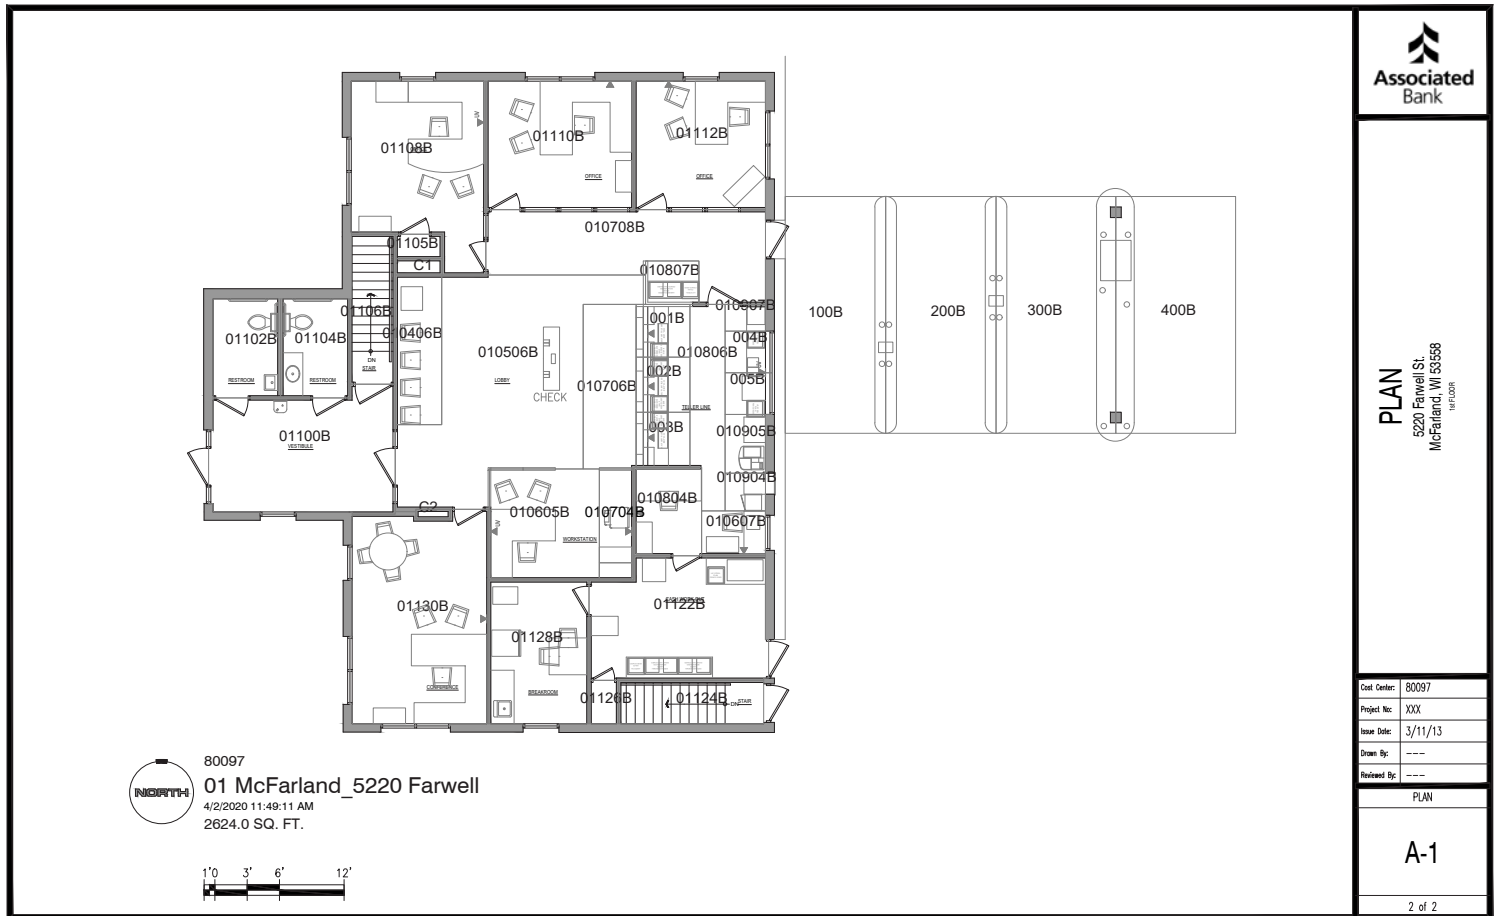 Associated
Bank
01108B
UV
01110B
OFFICE
01112B
OFFICE
010708B
01105B
C1
010807B
01106B
DN
STAIR
01102B
RESTROOM
01104B
RESTROOM
010406B
010506B
LOBBY
CHECK
010706B
001B
002B
003B
010806B
TELLER LINE
010907B
004B
UV
005B
010905B
010904B
100B
200B
300B
400B
01100B
VESTIBULE
C2
010605B
UV
WORKSTATION
010704B
010804B
010607B
01130B
CONFERENCE
01128B
BREAKROOM
01122B
01126B
01124B
DN
STAIR
PLAN
5220 Farwell St.
McFarland, WI 53558
1st FLOOR
Cost Center: 80097
Project No: XXX
Issue Date: 3/11/13
Drawn By: ---
Reviewed By: ---
PLAN
A-1
2 of 2
NORTH
80097
01 McFarland_5220 Farwell
4/2/2020 11:49:11 AM
2624.0 SQ. FT.
1'0 3' 6' 12'